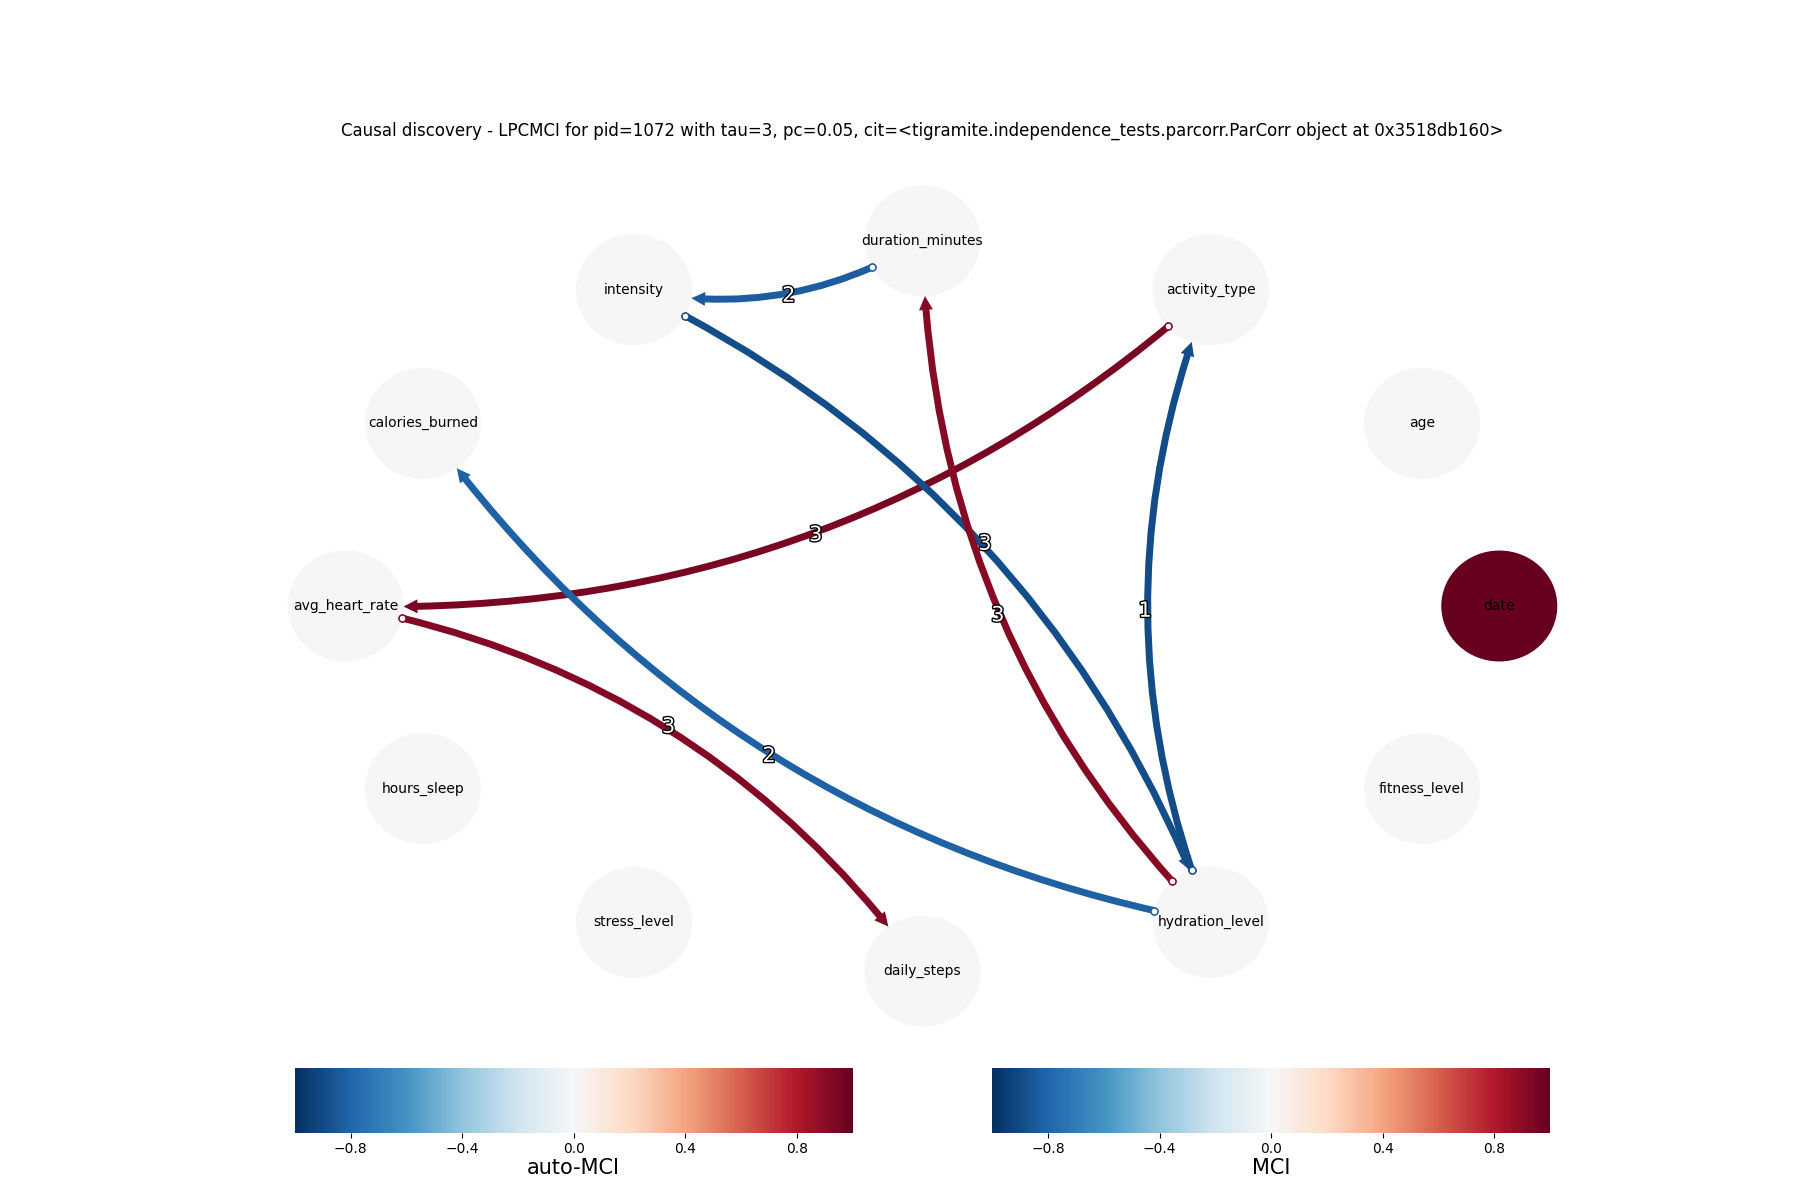 Causal discovery - LPCMCI for pid=1072 with tau=3, pc=0.05, cit=<tigramite.independence_tests.parcorr.ParCorr object at 0x3518db160>
duration_minutes
intensity
activity_type
2
calories_burned
age
3
3
avg_heart_rate
date
1
3
3
2
hours_sleep
fitness_level
stress_level
hydration_level
daily_steps
−0.8 −0.4 0.0 0.4 0.8
auto-MCI
−0.8 −0.4 0.0 0.4 0.8
MCI